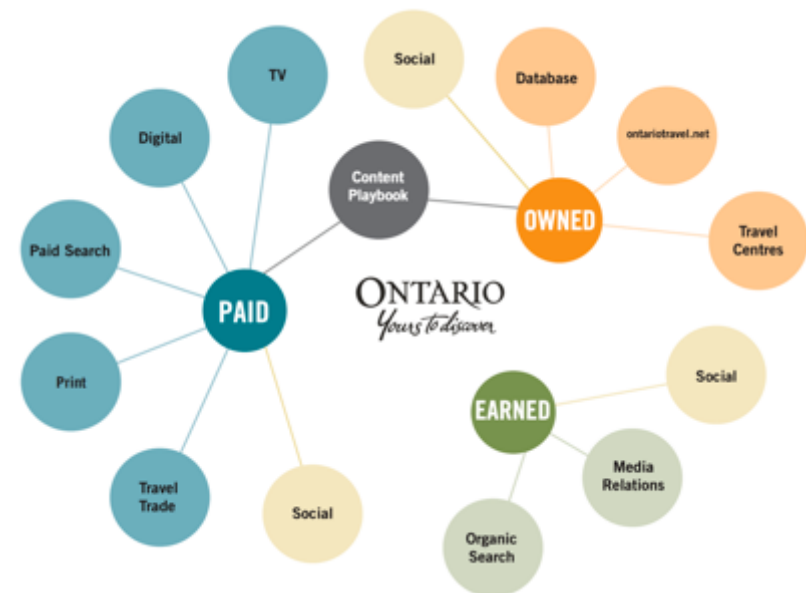 TV
Social
Database
Digital
ontariotravel.net
Content
Playbook
OWNED
Travel
Centres
Paid Search
PAID
ONTARIO
Yours to discover
Print
EARNED
Social
Media
Relations
Travel
Trade
Social
Organic
Search